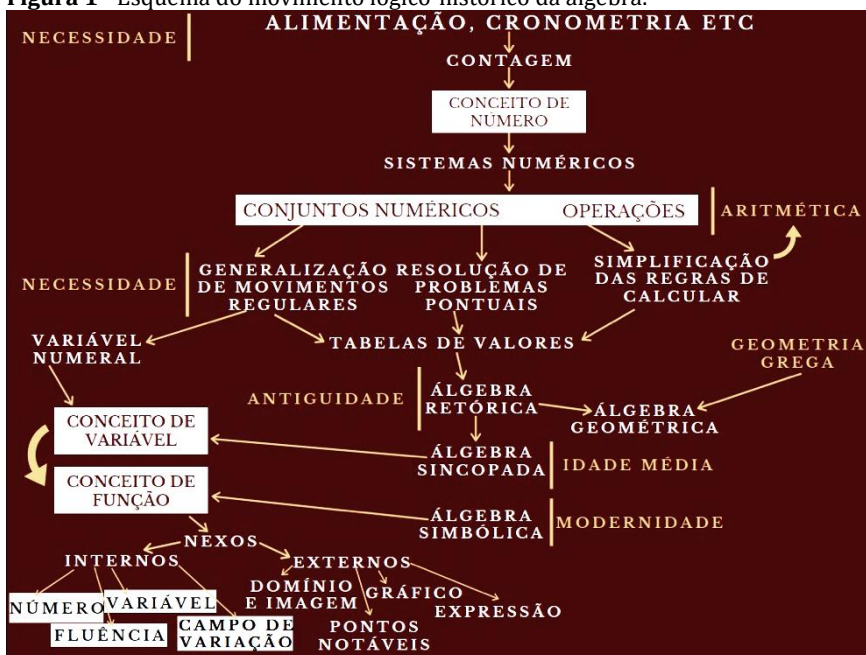 Figura 1 - Esquema do movimento lógico-histórico da álgebra.
NECESSIDADE
ALIMENTAÇÃO, CRONOMETRIA ETC
CONTAGEM
CONCEITO DE
NÚMERO
SISTEMAS NUMÉRICOS
CONJUNTOS NUMÉRICOS
OPERAÇÕES
ARITMÉTICA
NECESSIDADE
GENERALIZAÇÃO
DE MOVIMENTOS
REGULARES
RESOLUÇÃO DE
PROBLEMAS
PONTUAIS
SIMPLIFICAÇÃO
DAS REGRAS DE
CALCULAR
VARIÁVEL
NUMERAL
TABELAS DE VALORES
GEOMETRIA
GREGA
ANTIGUIDADE
ÁLGEBRA
RETÓRICA
ÁLGEBRA
GEOMÉTRICA
CONCEITO DE
VARIÁVEL
ÁLGEBRA
SINCOPADA
IDADE MÉDIA
CONCEITO DE
FUNÇÃO
ÁLGEBRA
SIMBÓLICA
MODERNIDADE
NEXOS
INTERNOS
EXTERNOS
NÚMERO
VARIÁVEL
FLUÊNCIA
CAMPO DE
VARIAÇÃO
DOMÍNIO
E IMAGEM
GRÁFICO
EXPRESSÃO
PONTOS
NOTÁVEIS